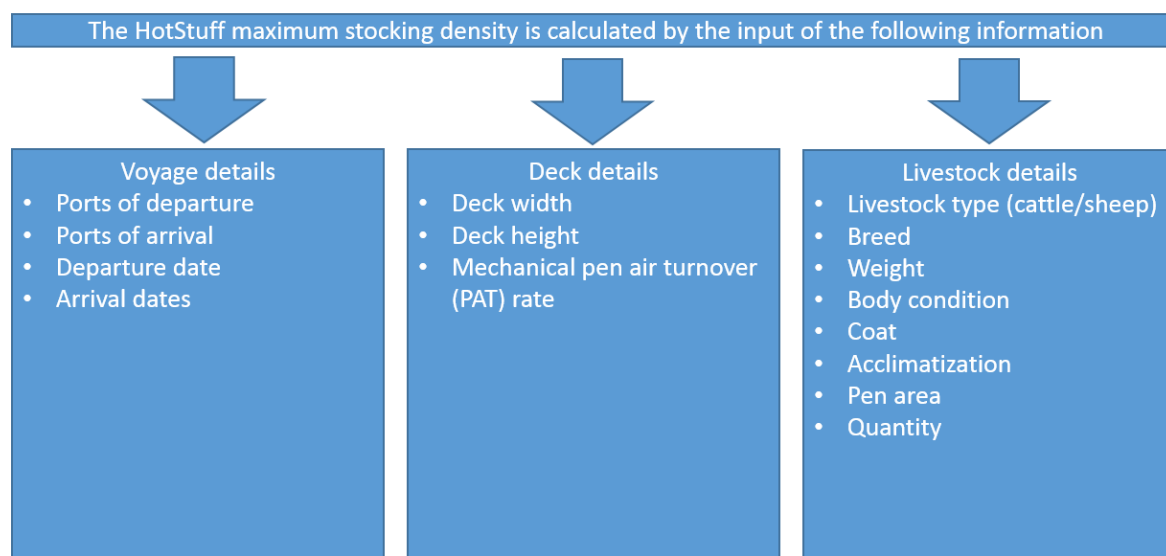 The HotStuff maximum stocking density is calculated by the input of the following information
Voyage details
• Ports of departure
• Ports of arrival
• Departure date
• Arrival dates
Deck details
• Deck width
• Deck height
• Mechanical pen air turnover
(PAT) rate
Livestock details
• Livestock type (cattle/sheep)
• Breed
• Weight
• Body condition
• Coat
• Acclimatization
• Pen area
• Quantity